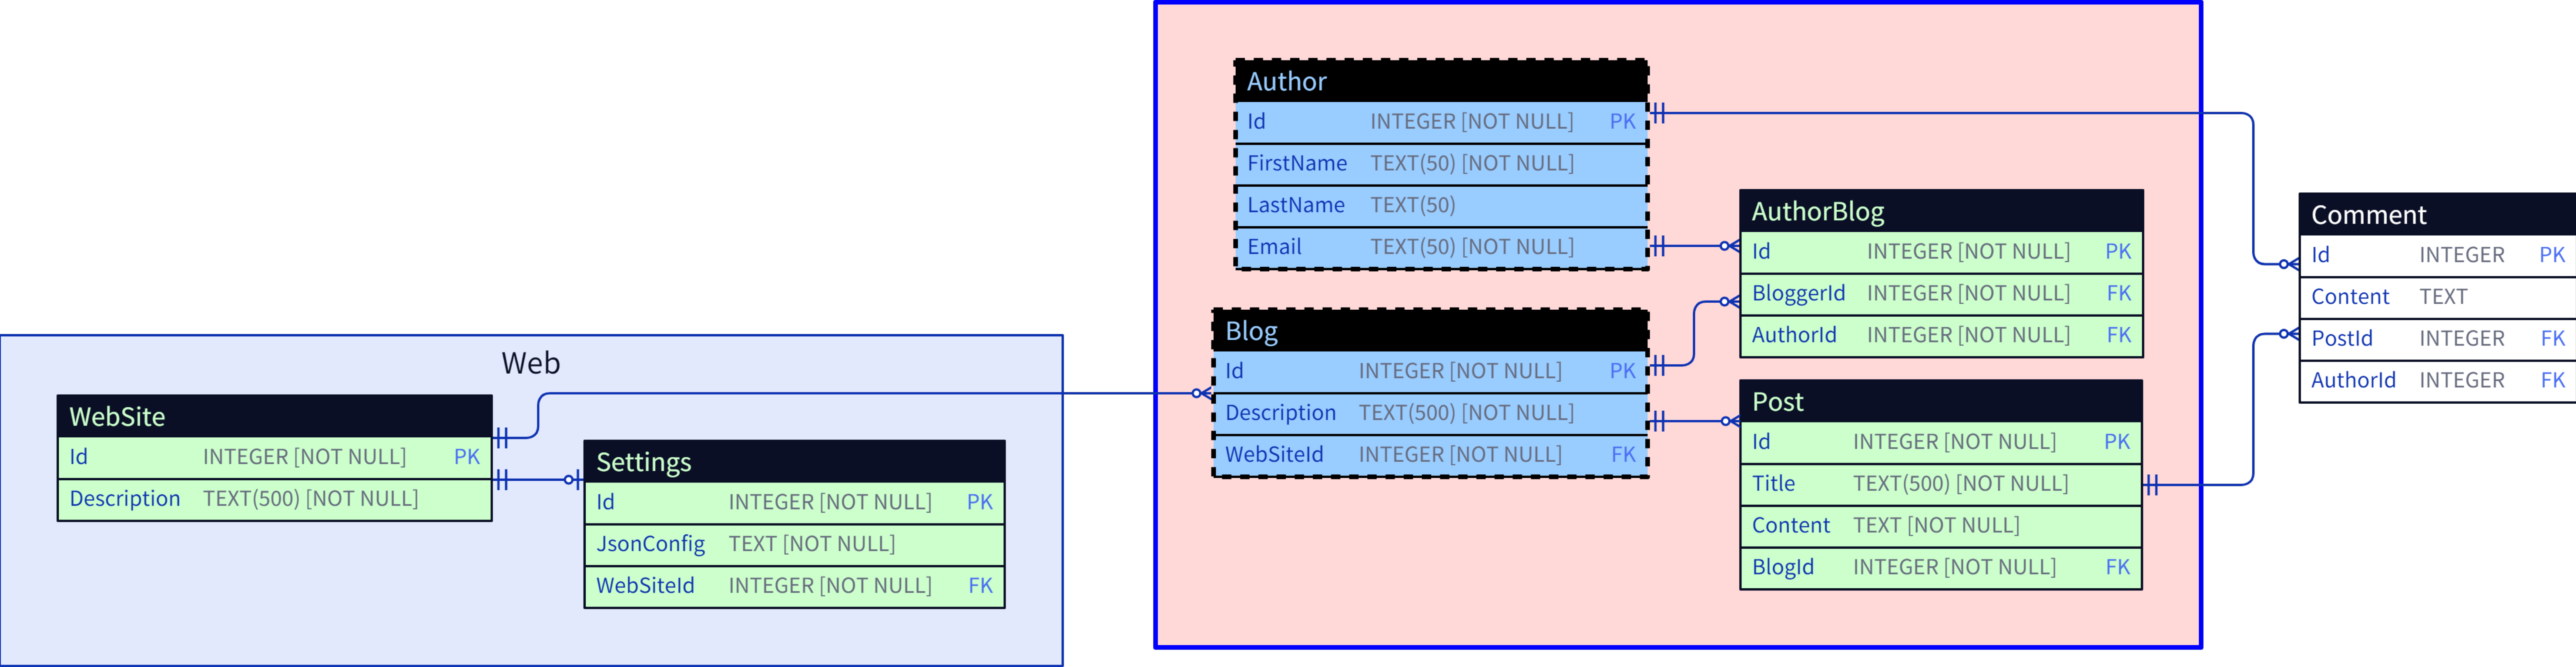 Web
WebSite
Id INTEGER [NOT NULL] PK
Description TEXT(500) [NOT NULL]
Settings
Id INTEGER [NOT NULL] PK
JsonConfig TEXT [NOT NULL]
WebSiteId INTEGER [NOT NULL] FK
Author
Id INTEGER [NOT NULL] PK
FirstName TEXT(50) [NOT NULL]
LastName TEXT(50)
Email TEXT(50) [NOT NULL]
Blog
Id INTEGER [NOT NULL] PK
Description TEXT(500) [NOT NULL]
WebSiteId INTEGER [NOT NULL] FK
AuthorBlog
Id INTEGER [NOT NULL] PK
BloggerId INTEGER [NOT NULL] FK
AuthorId INTEGER [NOT NULL] FK
Post
Id INTEGER [NOT NULL] PK
Title TEXT(500) [NOT NULL]
Content TEXT [NOT NULL]
BlogId INTEGER [NOT NULL] FK
Comment
Id INTEGER PK
Content TEXT
PostId INTEGER FK
AuthorId INTEGER FK